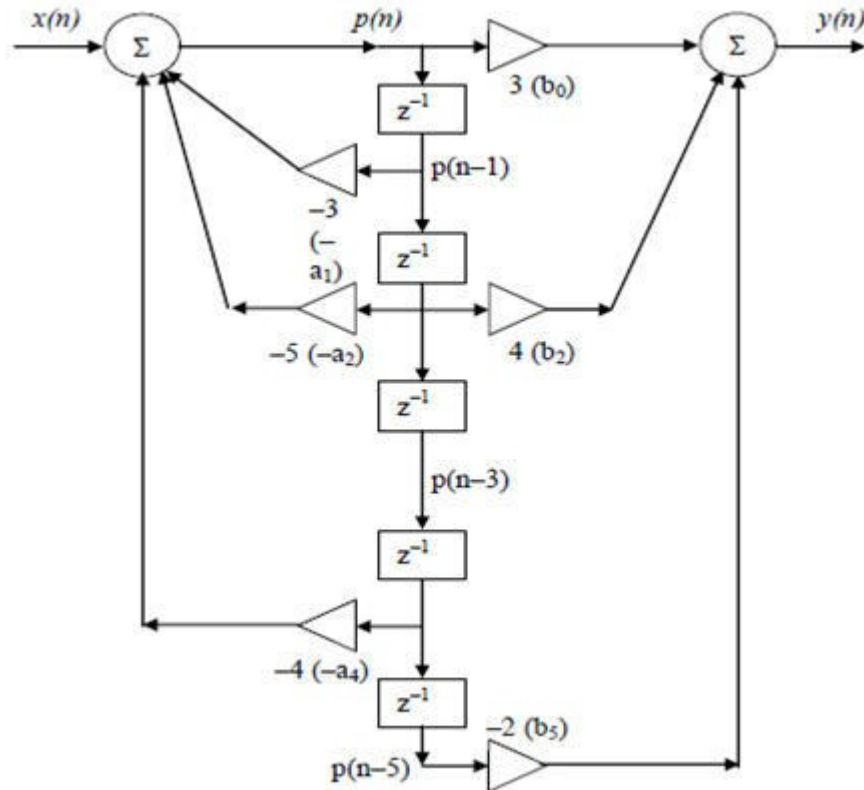 x(n)
p(n)
y(n)
Σ
Σ
3 (b₀)
z⁻¹
p(n–1)
–3
(–
a₁)
z⁻¹
–5 (–a₂)
4 (b₂)
z⁻¹
p(n–3)
z⁻¹
–4 (–a₄)
z⁻¹
–2 (b₅)
p(n–5)